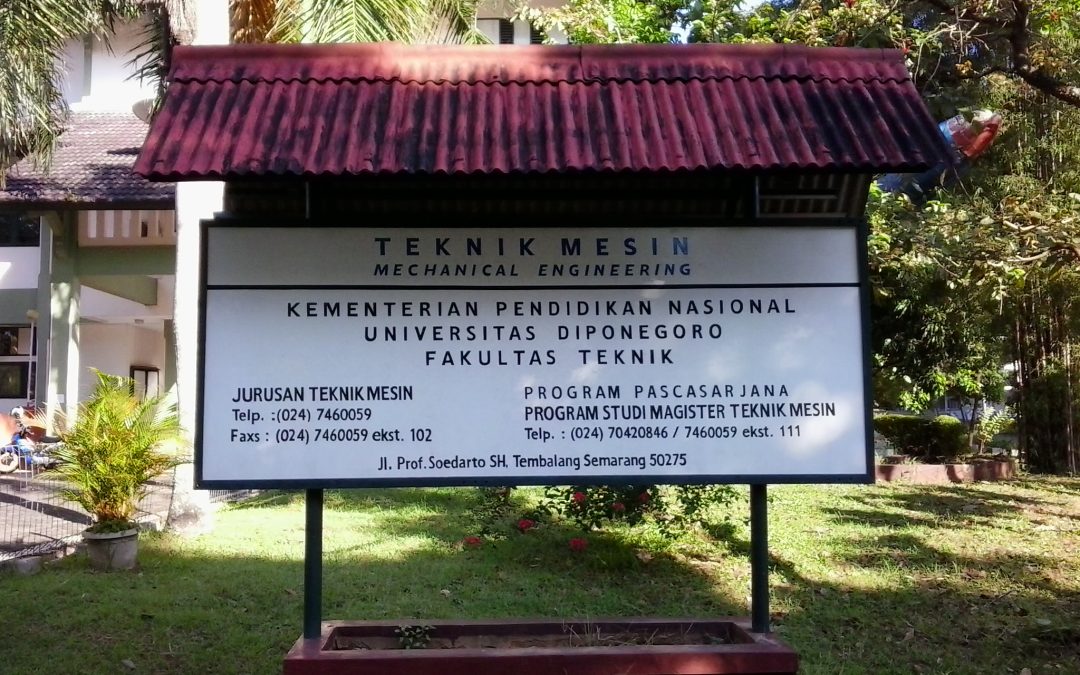 TEKNIK MESIN
MECHANICAL ENGINEERING
KEMENTERIAN PENDIDIKAN NASIONAL
UNIVERSITAS DIPONEGORO
FAKULTAS TEKNIK
JURUSAN TEKNIK MESIN
Telp. :(024) 7460059
Faxs : (024) 7460059 ekst. 102
PROGRAM PASCASARJANA
PROGRAM STUDI MAGISTER TEKNIK MESIN
Telp. : (024) 70420846 / 7460059 ekst. 111
Jl. Prof. Soedarto SH, Tembalang Semarang 50275